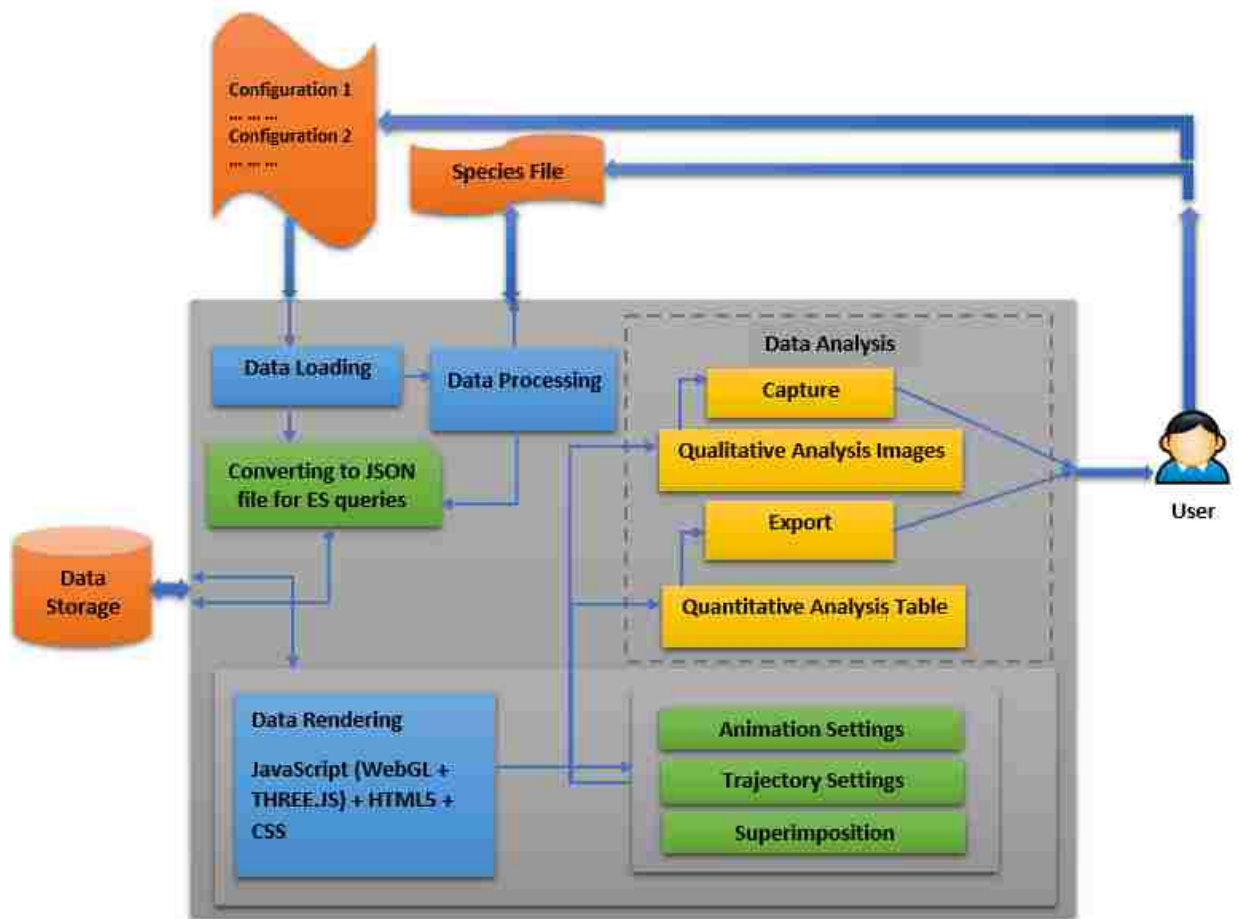 Configuration 1
... ... ...
Configuration 2
... ... ...
Species File
Data Loading
Data Processing
Converting to JSON
file for ES queries
Data
Storage
Data Analysis
Capture
Qualitative Analysis Images
Export
Quantitative Analysis Table
User
Data Rendering
JavaScript (WebGL +
THREE.JS) + HTML5 +
CSS
Animation Settings
Trajectory Settings
Superimposition